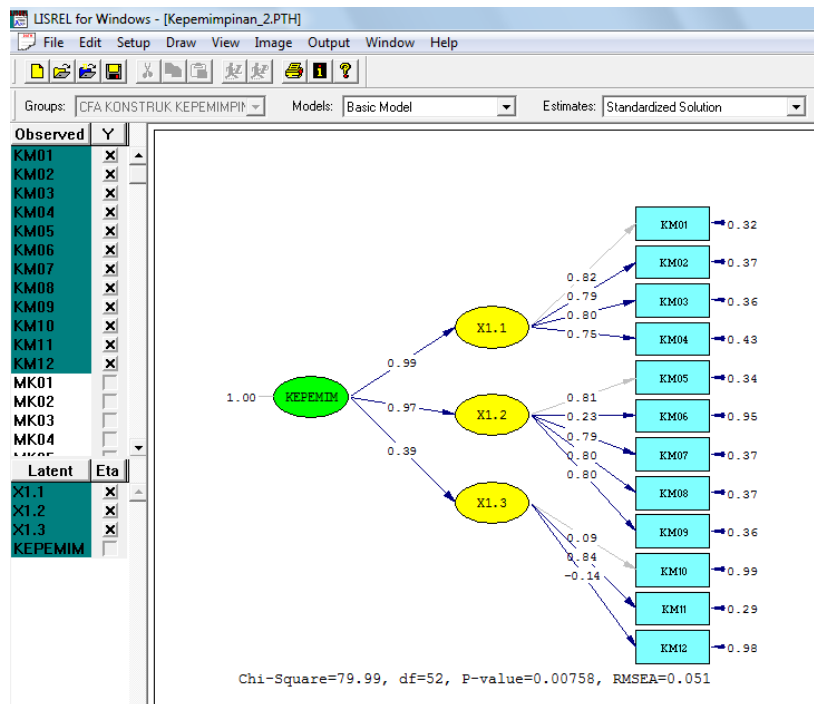 LISREL for Windows - [Kepemimpinan_2.PTH]
File Edit Setup Draw View Image Output Window Help
Groups: CFA KONSTRUK KEPEMIMPIN Models: Basic Model Estimates: Standardized Solution
Observed Y
KM01
KM02
KM03
KM04
KM05
KM06
KM07
KM08
KM09
KM10
KM11
KM12
MK01
MK02
MK03
MK04
Latent Eta
X1.1
X1.2
X1.3
KEPEMIM
1.00
KEPEMIM
0.99
0.97
0.39
X1.1
X1.2
X1.3
0.82
0.79
0.80
0.75
0.81
0.23
0.79
0.80
0.80
0.09
0.84
-0.14
KM01 0.32
KM02 0.37
KM03 0.36
KM04 0.43
KM05 0.34
KM06 0.95
KM07 0.37
KM08 0.37
KM09 0.36
KM10 0.99
KM11 0.29
KM12 0.98
Chi-Square=79.99, df=52, P-value=0.00758, RMSEA=0.051